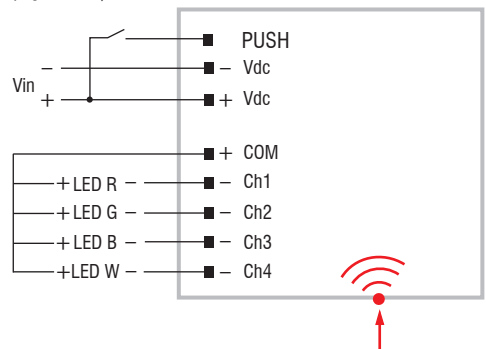 PUSH
− − Vdc
Vin
+ + Vdc
+ COM
+ LED R − − Ch1
+ LED G − − Ch2
+ LED B − − Ch3
+LED W − − Ch4